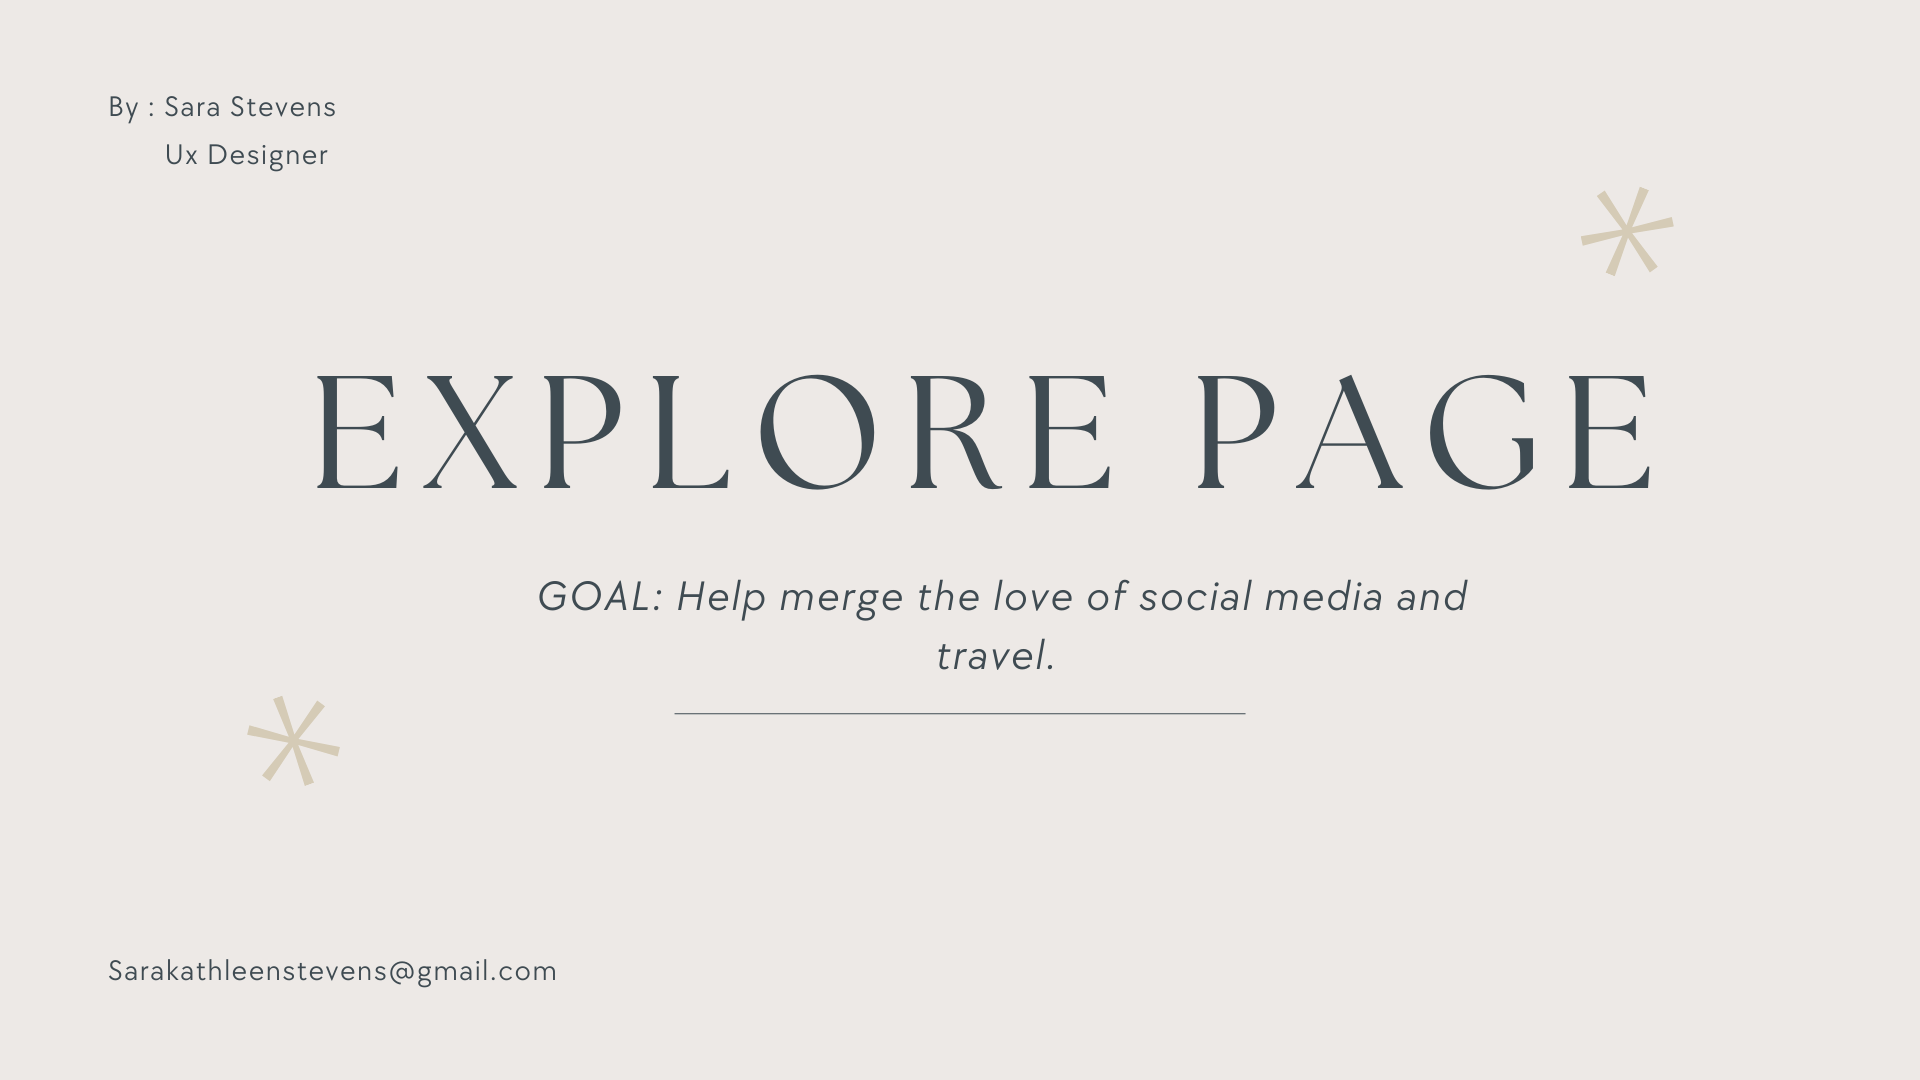 By : Sara Stevens
Ux Designer
EXPLORE PAGE
GOAL: Help merge the love of social media and
travel.
Sarakathleenstevens@gmail.com